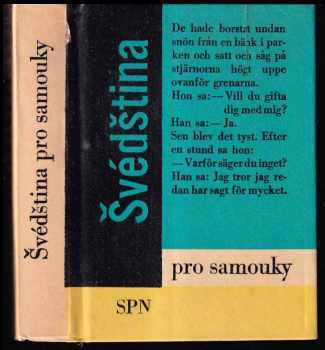 Švédština pro samouky
Švédština
De hade borstat undan
snön från en bänk i par-
ken och satt och såg på
stjärnorna högt uppe
ovanför grenarna.
Hon sa:— Vill du gifta
dig med mig?
Han sa:— Ja.
Sen blev det tyst. Efter
en stund sa hon:
— Varför säger du inget?
Han sa: Jag tror jag re-
dan har sagt för mycket.
pro samouky
SPN